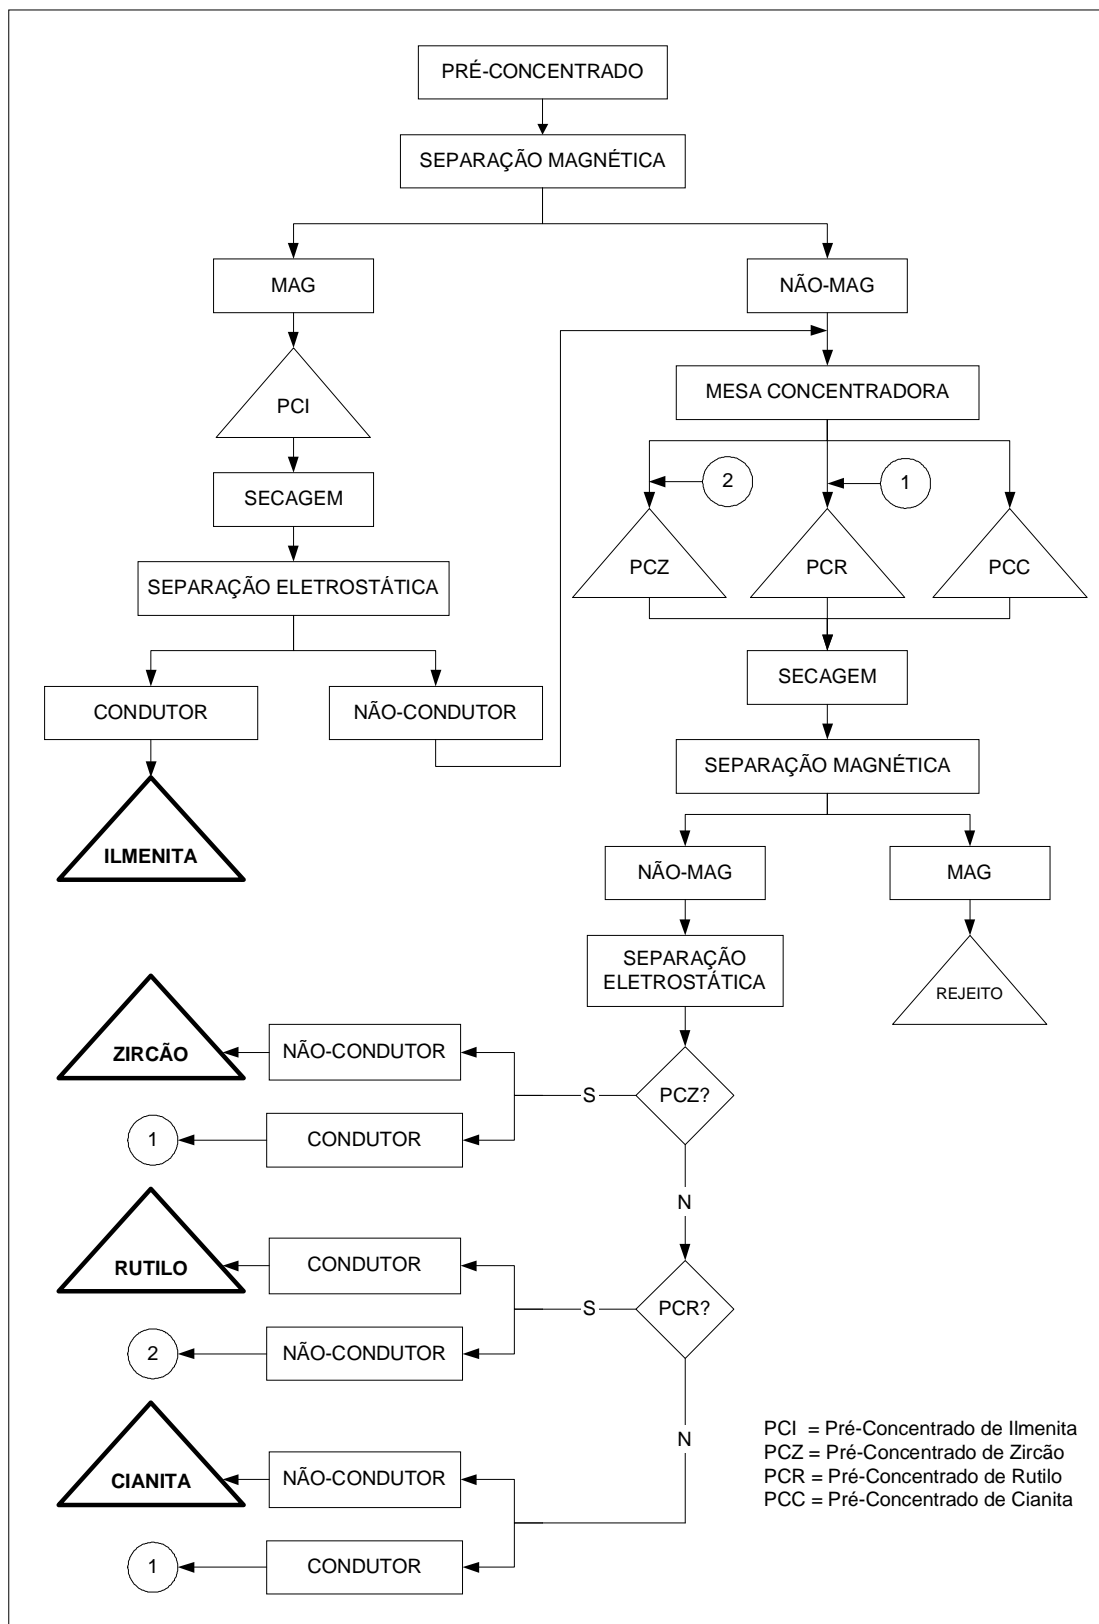 PRÉ-CONCENTRADO
SEPARAÇÃO MAGNÉTICA
MAG
NÃO-MAG
PCI
MESA CONCENTRADORA
SECAGEM
2
1
PCZ
PCR
PCC
SEPARAÇÃO ELETROSTÁTICA
SECAGEM
CONDUTOR
NÃO-CONDUTOR
SEPARAÇÃO MAGNÉTICA
ILMENITA
NÃO-MAG
MAG
SEPARAÇÃO
ELETROSTÁTICA
REJEITO
ZIRCÃO
NÃO-CONDUTOR
S
PCZ?
1
CONDUTOR
N
RUTILO
CONDUTOR
S
PCR?
2
NÃO-CONDUTOR
N
CIANITA
NÃO-CONDUTOR
1
CONDUTOR
PCI = Pré-Concentrado de Ilmenita
PCZ = Pré-Concentrado de Zircão
PCR = Pré-Concentrado de Rutilo
PCC = Pré-Concentrado de Cianita